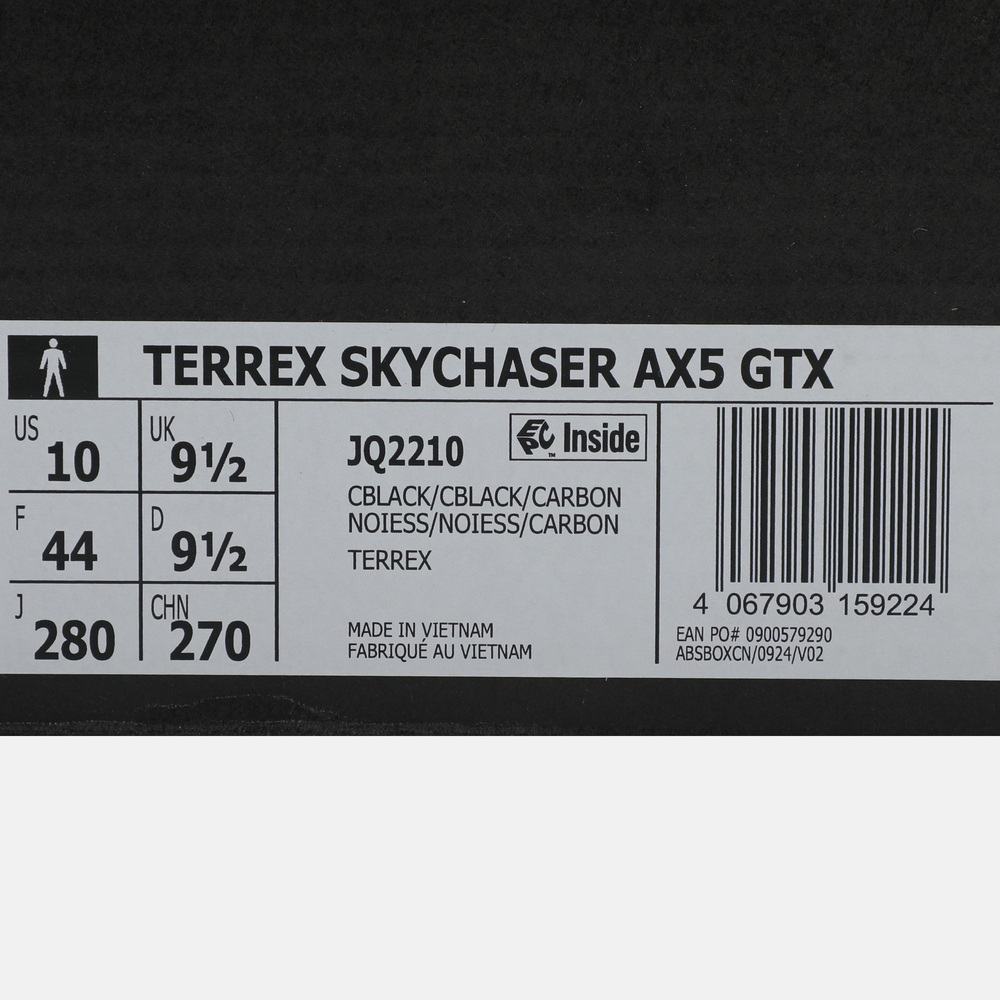 TERREX SKYCHASER AX5 GTX
US 10
UK 9½
F 44
D 9½
J 280
CHN 270
JQ2210
EPC™ Inside
CBLACK/CBLACK/CARBON
NOIESS/NOIESS/CARBON
TERREX
MADE IN VIETNAM
FABRIQUÉ AU VIETNAM
4 067903 159224
EAN PO# 0900579290
ABSBOXCN/0924/V02